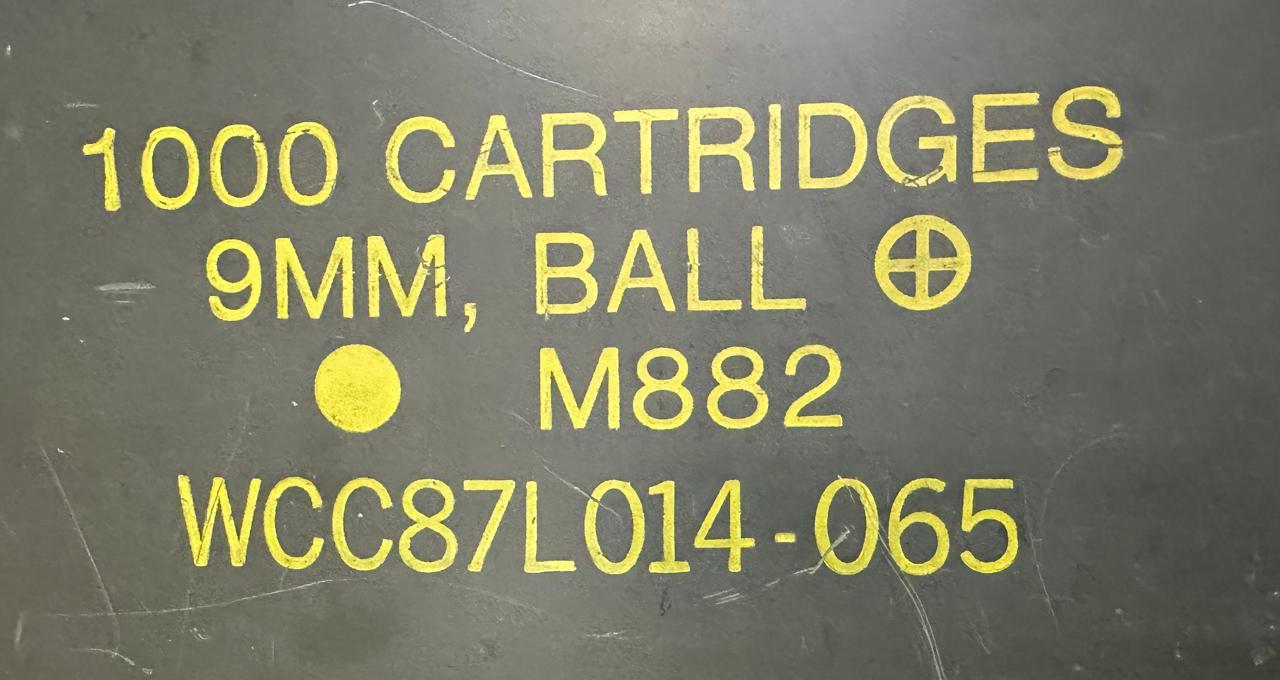 1000 CARTRIDGES
9MM, BALL ⊕
● M882
WCC87L014-065